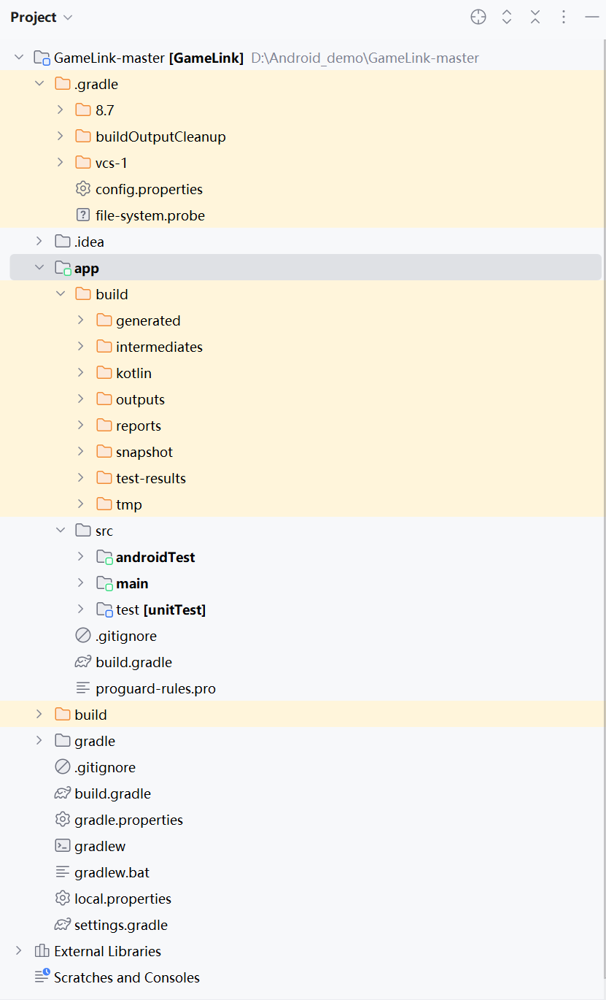 Project
GameLink-master [GameLink] D:\Android_demo\GameLink-master
.gradle
8.7
buildOutputCleanup
vcs-1
config.properties
file-system.probe
.idea
app
build
generated
intermediates
kotlin
outputs
reports
snapshot
test-results
tmp
src
androidTest
main
test [unitTest]
.gitignore
build.gradle
proguard-rules.pro
build
gradle
.gitignore
build.gradle
gradle.properties
gradlew
gradlew.bat
local.properties
settings.gradle
External Libraries
Scratches and Consoles